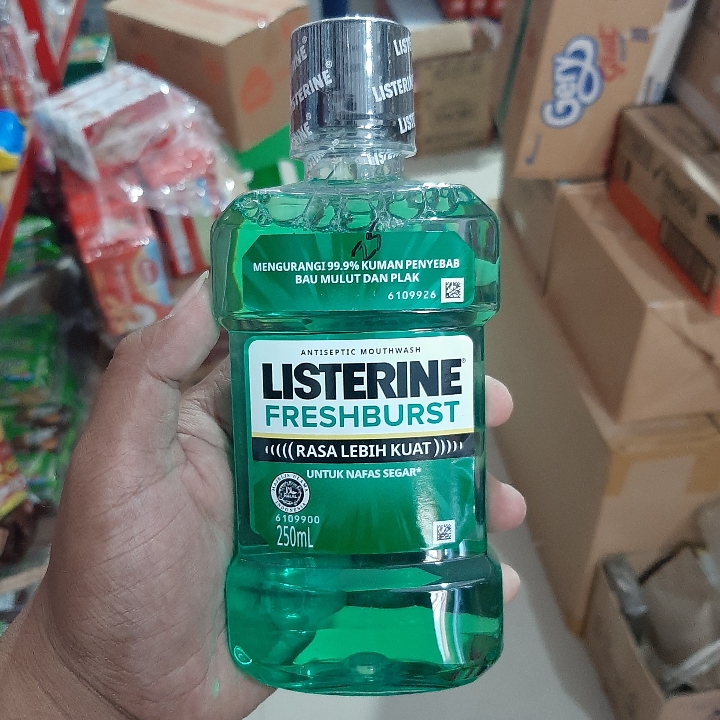 LISTERINE
LISTERINE
MENGURANGI 99.9% KUMAN PENYEBAB
BAU MULUT DAN PLAK
6109926
ANTISEPTIC MOUTHWASH
LISTERINE®
FRESHBURST
RASA LEBIH KUAT
UNTUK NAFAS SEGAR*
6109900
250mL
Gery